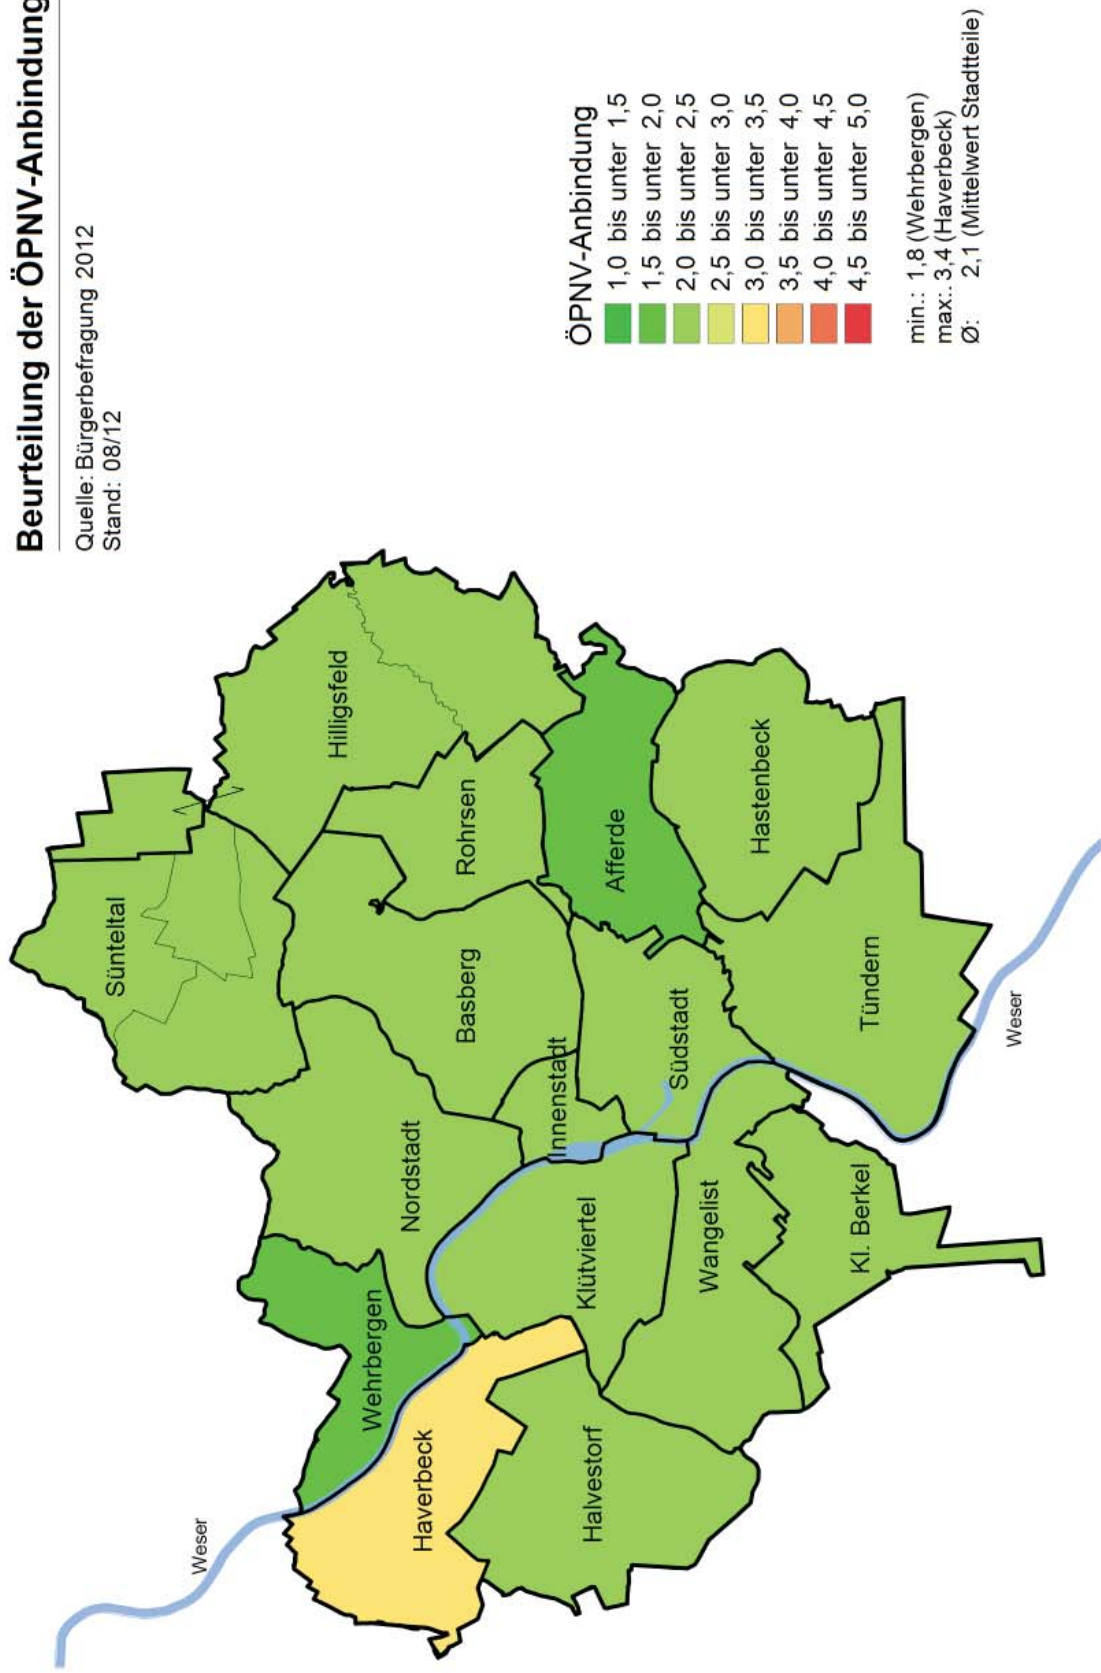 Beurteilung der ÖPNV-Anbindung
Quelle: Bürgerbefragung 2012
Stand: 08/12
Sünteltal
Hilligsfeld
Rohrsen
Basberg
Nordstadt
Wehrbergen
Weser
Haverbeck
Halvestorf
Klütviertel
Innenstadt
Afferde
Südstadt
Hastenbeck
Wangelist
Kl. Berkel
Tündern
Weser
ÖPNV-Anbindung
1,0 bis unter 1,5
1,5 bis unter 2,0
2,0 bis unter 2,5
2,5 bis unter 3,0
3,0 bis unter 3,5
3,5 bis unter 4,0
4,0 bis unter 4,5
4,5 bis unter 5,0
min.: 1,8 (Wehrbergen)
max:. 3,4 (Haverbeck)
Ø: 2,1 (Mittelwert Stadtteile)